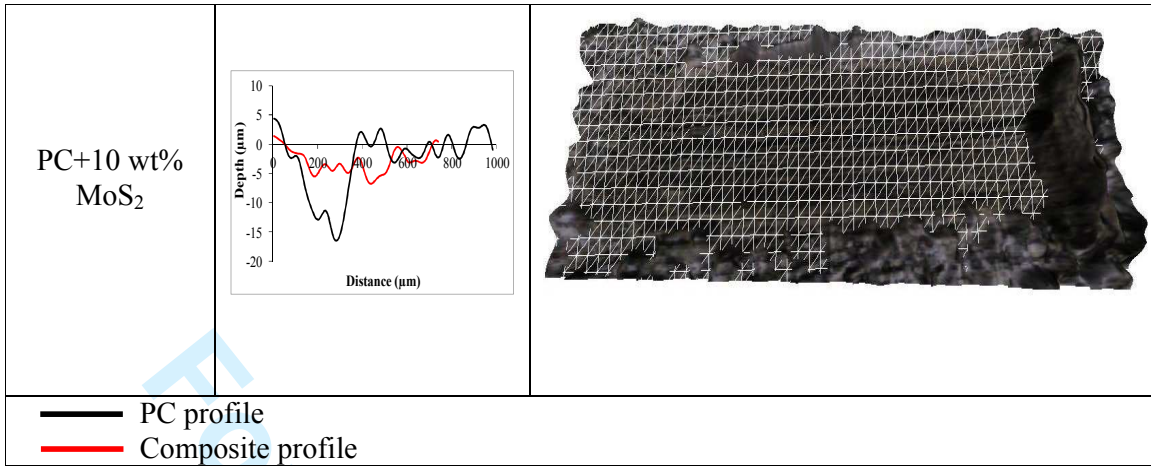 PC+10 wt%
MoS₂
10
5
0
-5
-10
-15
-20
0 200 400 600 800 1000
Depth (µm)
Distance (µm)
PC profile
Composite profile
Fo